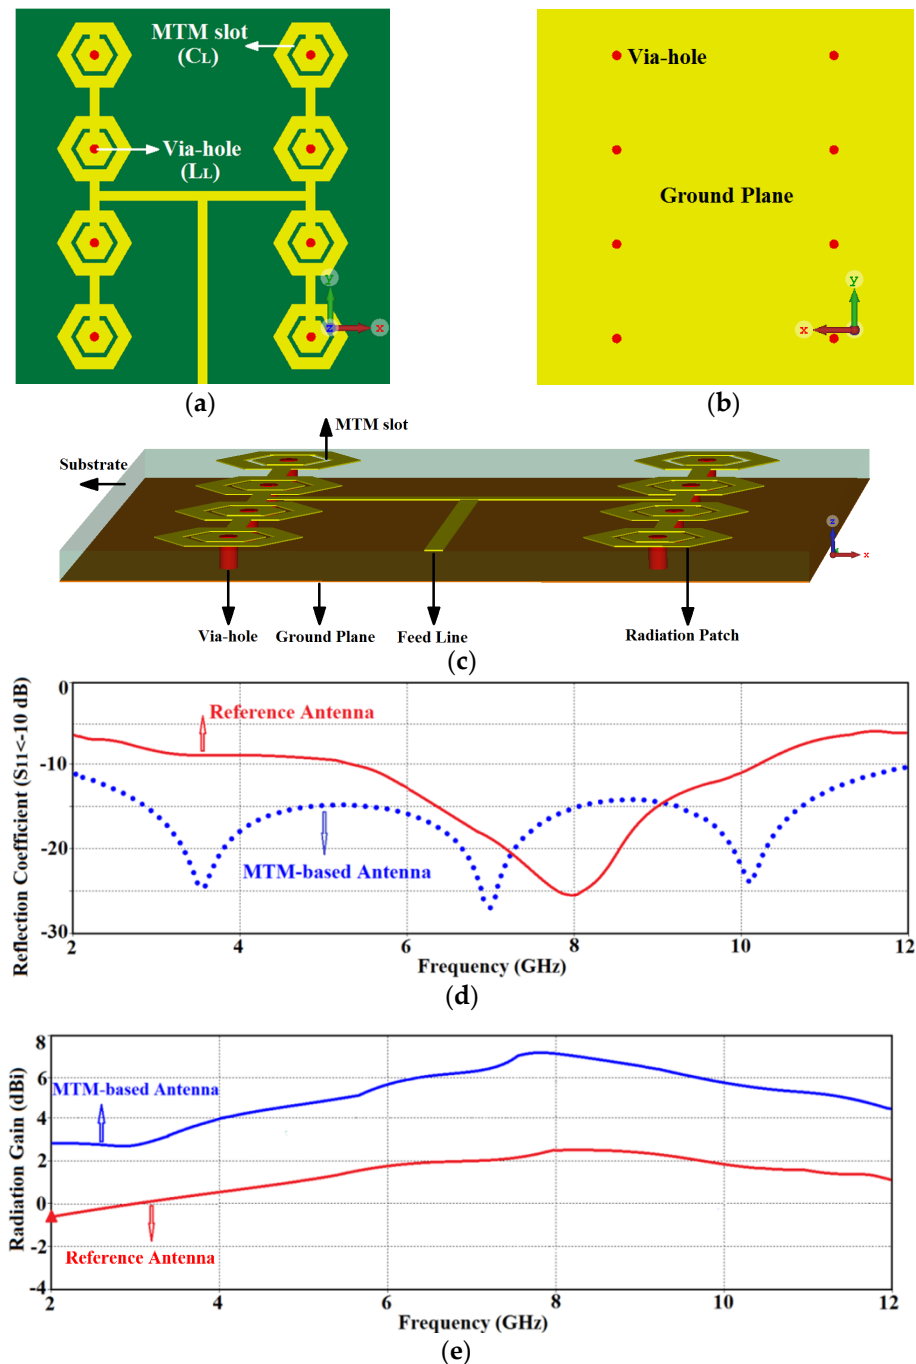 MTM slot
(CL)
Via-hole
(LL)
y
z
x
Via-hole
Ground Plane
y
x
(a)
(b)
MTM slot
Substrate
z
x
Via-hole
Ground Plane
Feed Line
Radiation Patch
(c)
Reflection Coefficient (S11<-10 dB)
0
-10
-20
-30
Reference Antenna
MTM-based Antenna
2
4
6
8
10
12
Frequency (GHz)
(d)
Radiation Gain (dBi)
8
6
4
2
0
-2
-4
MTM-based Antenna
Reference Antenna
2
4
6
8
10
12
Frequency (GHz)
(e)